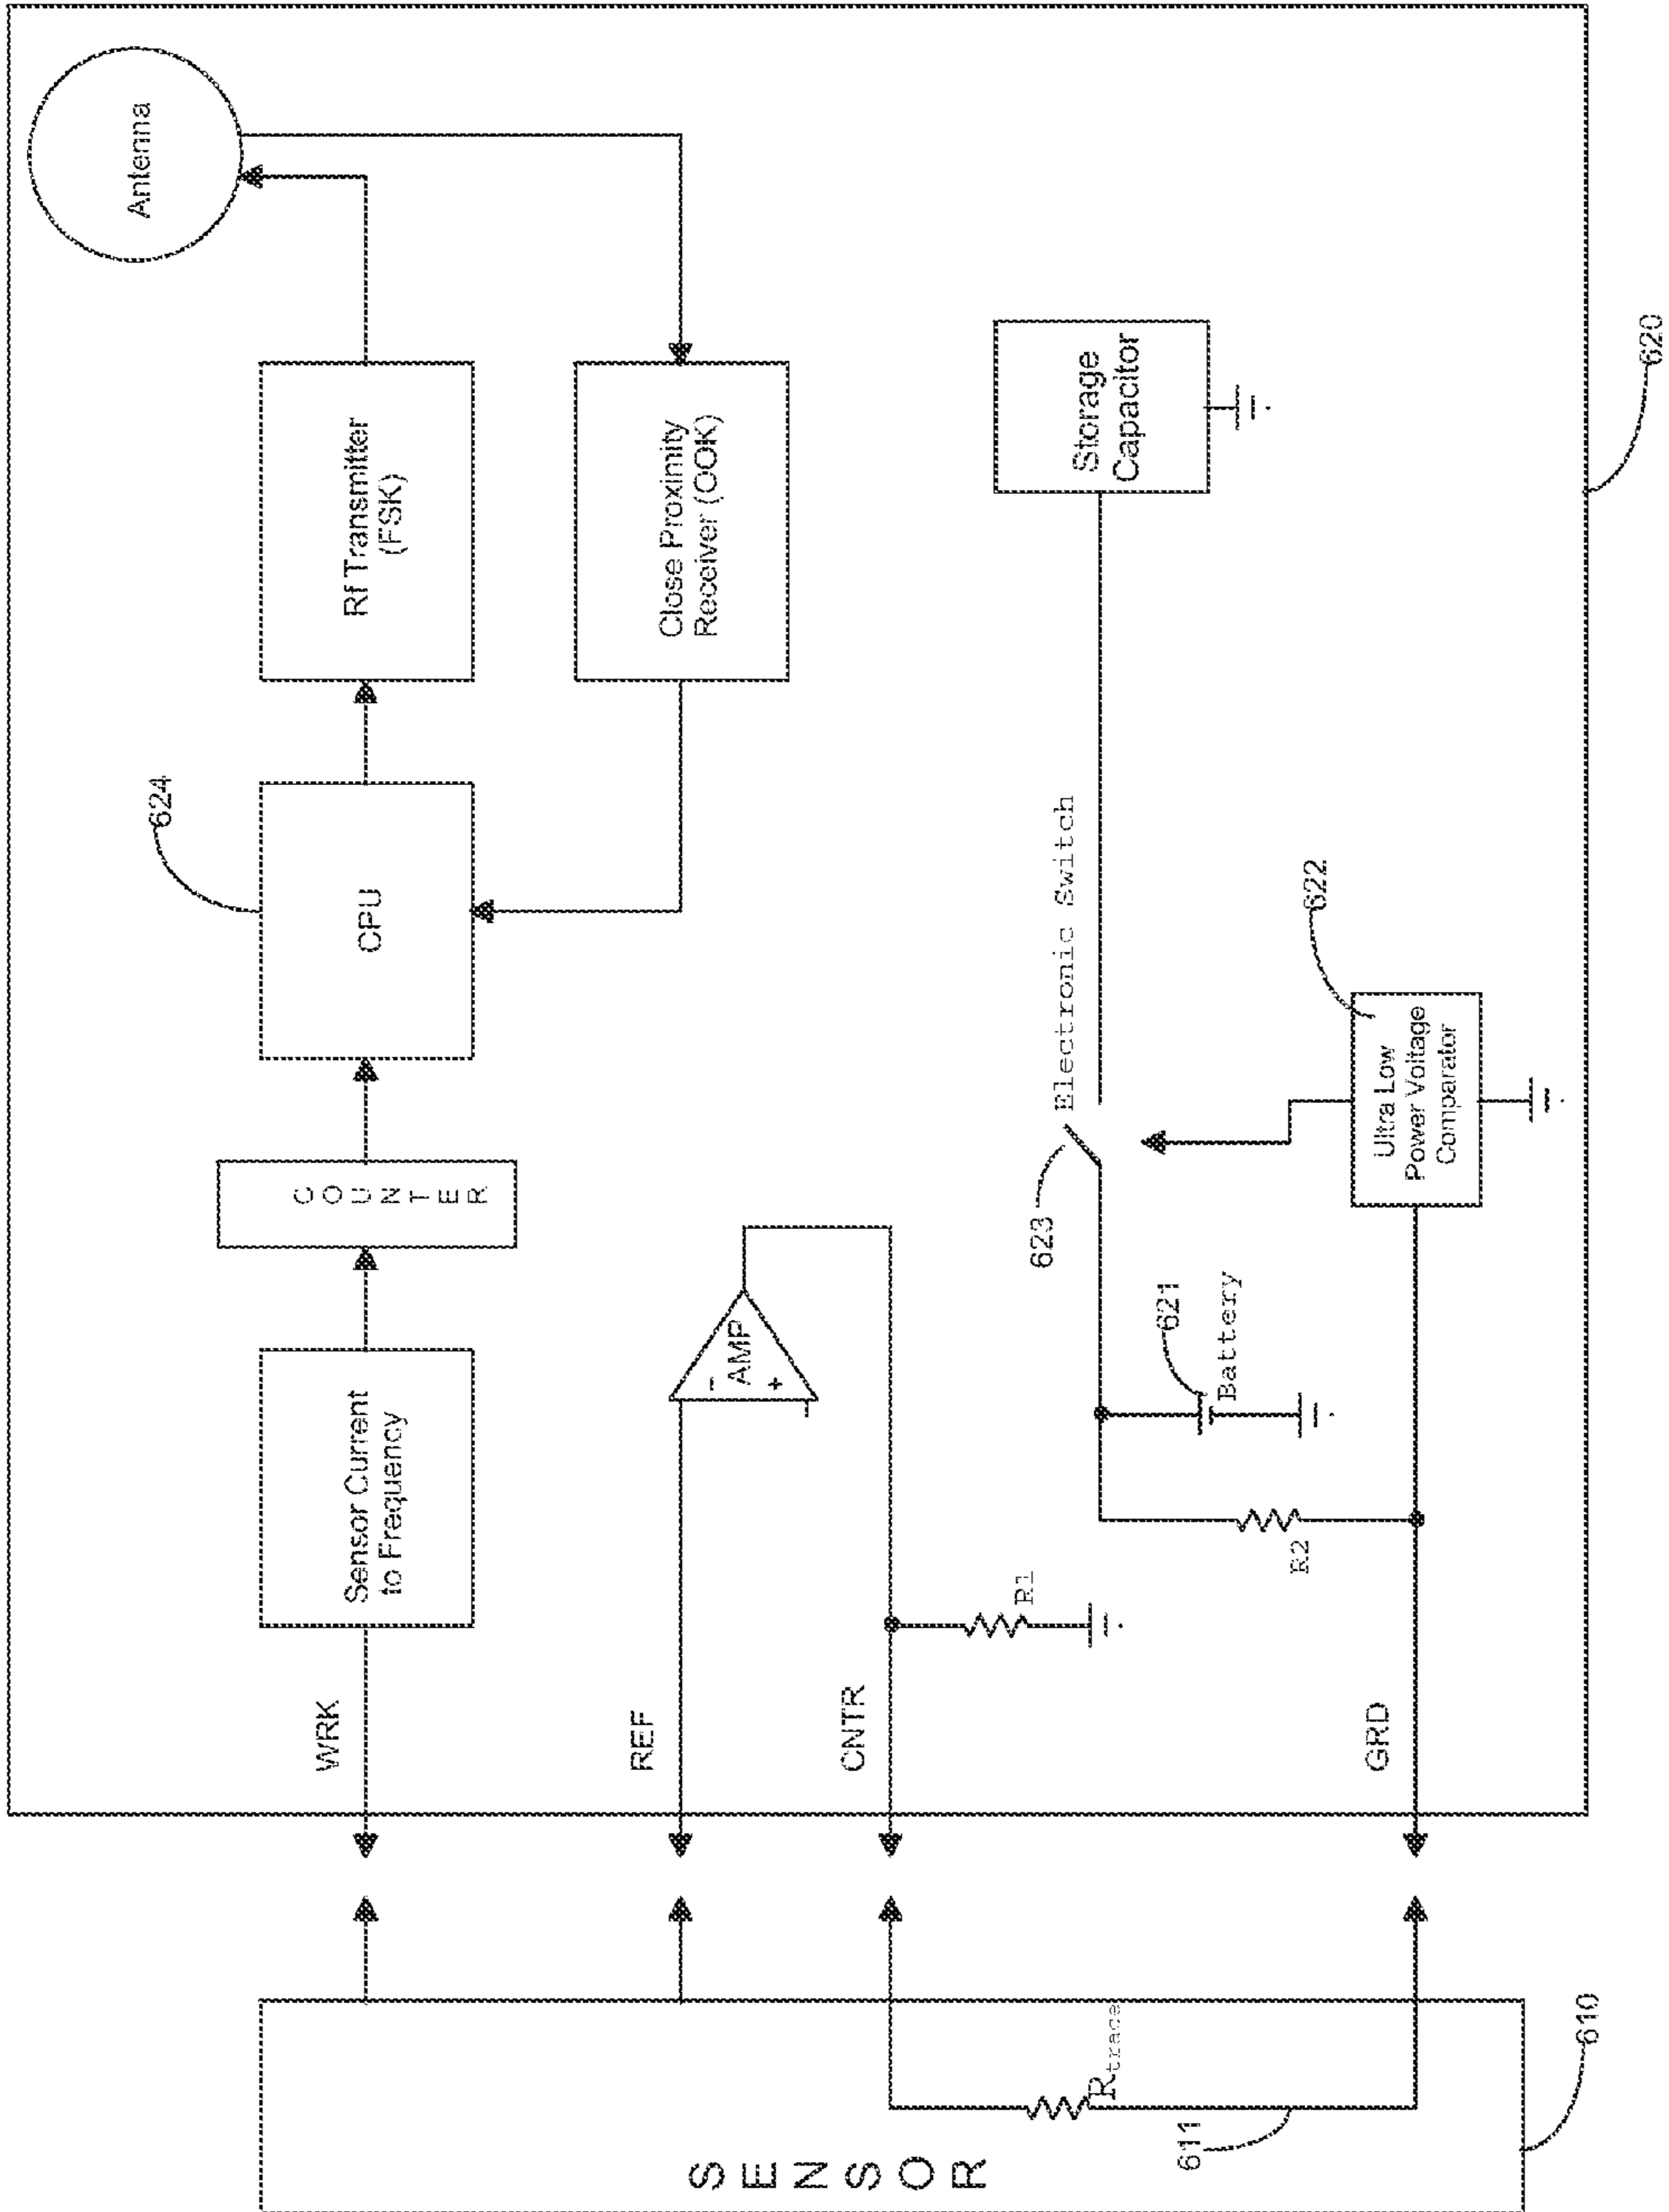 SENSOR
610
611
Rtrace
WRK
REF
CNTR
GRD
Sensor Current
to Frequency
COUNTER
CPU
624
Rf Transmitter
(FSK)
Antenna
Close Proximity
Receiver (OOK)
-
AMP
+
R1
R2
621
Battery
623
Electronic Switch
Storage
Capacitor
Ultra Low
Power Voltage
Comparator
622
620